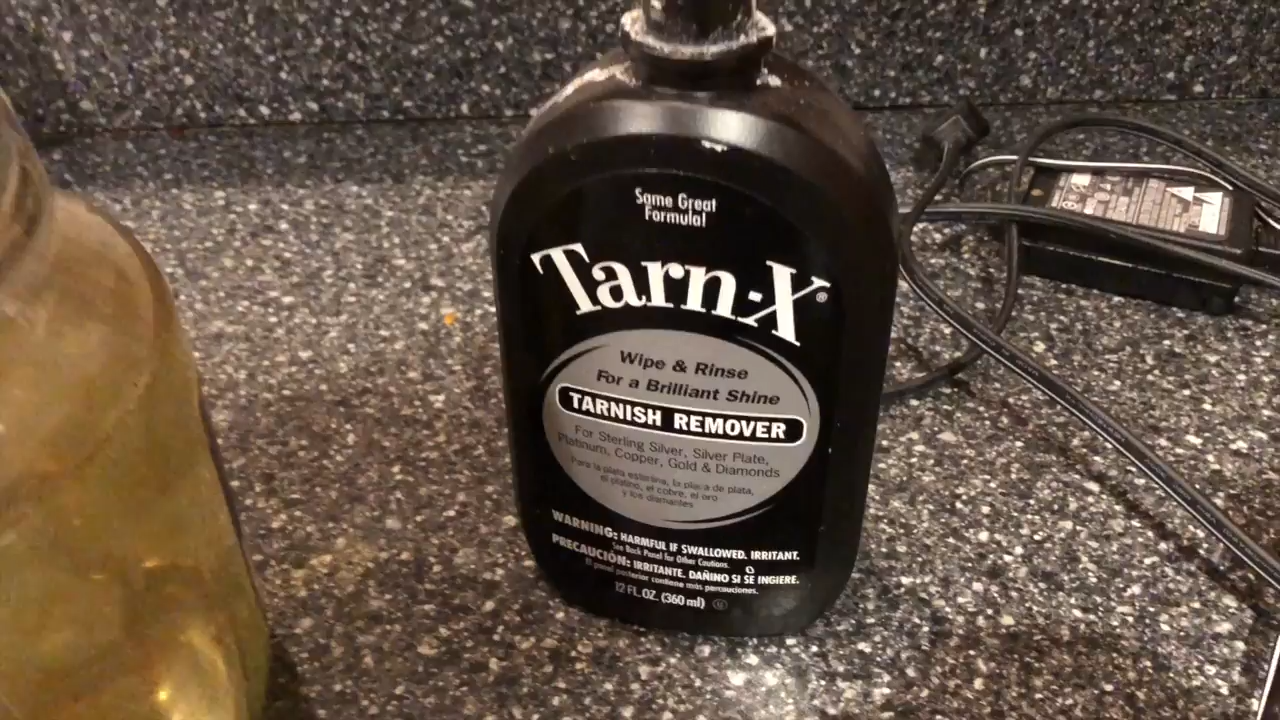 Same Great
Formula!
Tarn-X®
Wipe & Rinse
For a Brilliant Shine
TARNISH REMOVER
For Sterling Silver, Silver Plate,
Platinum, Copper, Gold & Diamonds
Para la plata esterlina, la placa de plata,
el platino, el cobre, el oro
y los diamantes
WARNING: HARMFUL IF SWALLOWED. IRRITANT.
See Back Panel for Other Cautions.
PRECAUCIÓN: IRRITANTE. DAÑINO SI SE INGIERE.
El panel posterior contiene más percauciones.
12 FL. OZ. (360 ml)